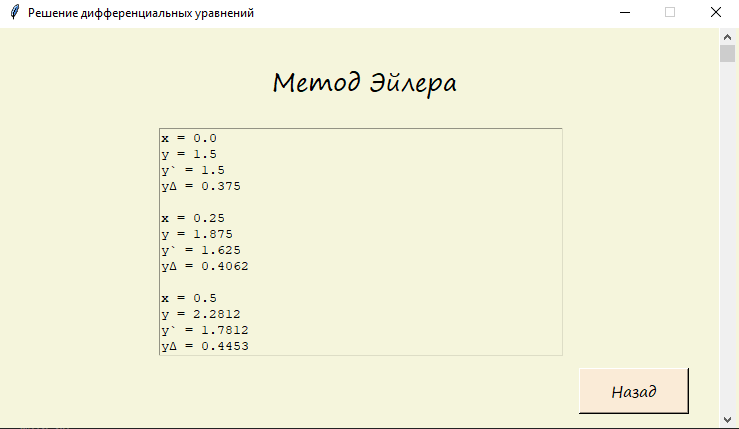 Решение дифференциальных уравнений
Метод Эйлера
x = 0.0
y = 1.5
y` = 1.5
yΔ = 0.375
x = 0.25
y = 1.875
y` = 1.625
yΔ = 0.4062
x = 0.5
y = 2.2812
y` = 1.7812
yΔ = 0.4453
Назад